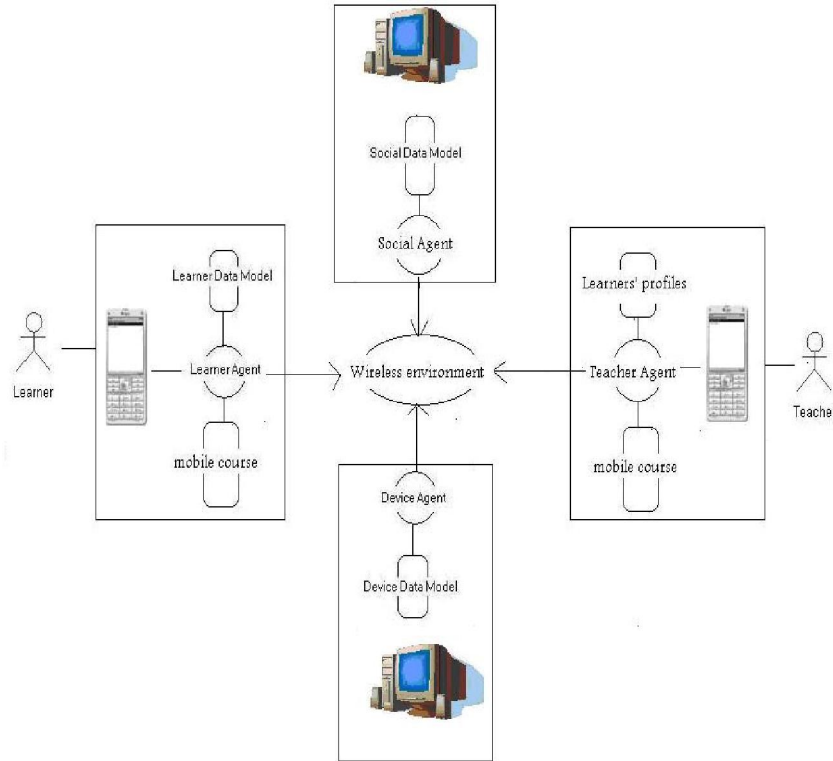 Social Data Model
Social Agent
Learner Data Model
Learner Agent
mobile course
Learner
Wireless environment
Learners' profiles
Teacher Agent
mobile course
Teache
Device Agent
Device Data Model